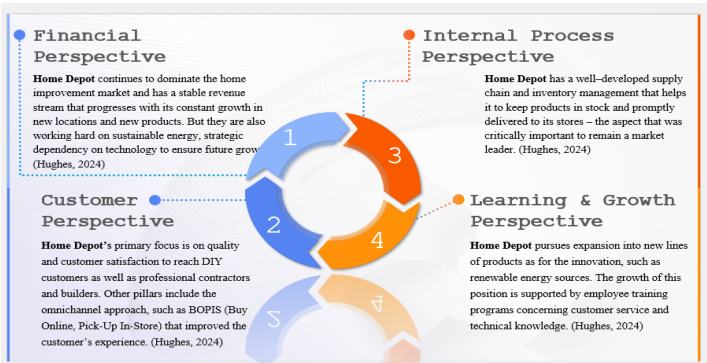 Financial
Perspective
Home Depot continues to dominate the home
improvement market and has a stable revenue
stream that progresses with its constant growth in
new locations and new products. But they are also
working hard on sustainable energy, strategic
dependency on technology to ensure future grow
(Hughes, 2024)
Customer
Perspective
Home Depot's primary focus is on quality
and customer satisfaction to reach DIY
customers as well as professional contractors
and builders. Other pillars include the
omnichannel approach, such as BOPIS (Buy
Online, Pick-Up In-Store) that improved the
customer's experience. (Hughes, 2024)
1
2
3
4
Internal Process
Perspective
Home Depot has a well–developed supply
chain and inventory management that helps
it to keep products in stock and promptly
delivered to its stores – the aspect that was
critically important to remain a market
leader. (Hughes, 2024)
Learning & Growth
Perspective
Home Depot pursues expansion into new lines
of products as for the innovation, such as
renewable energy sources. The growth of this
position is supported by employee training
programs concerning customer service and
technical knowledge. (Hughes, 2024)